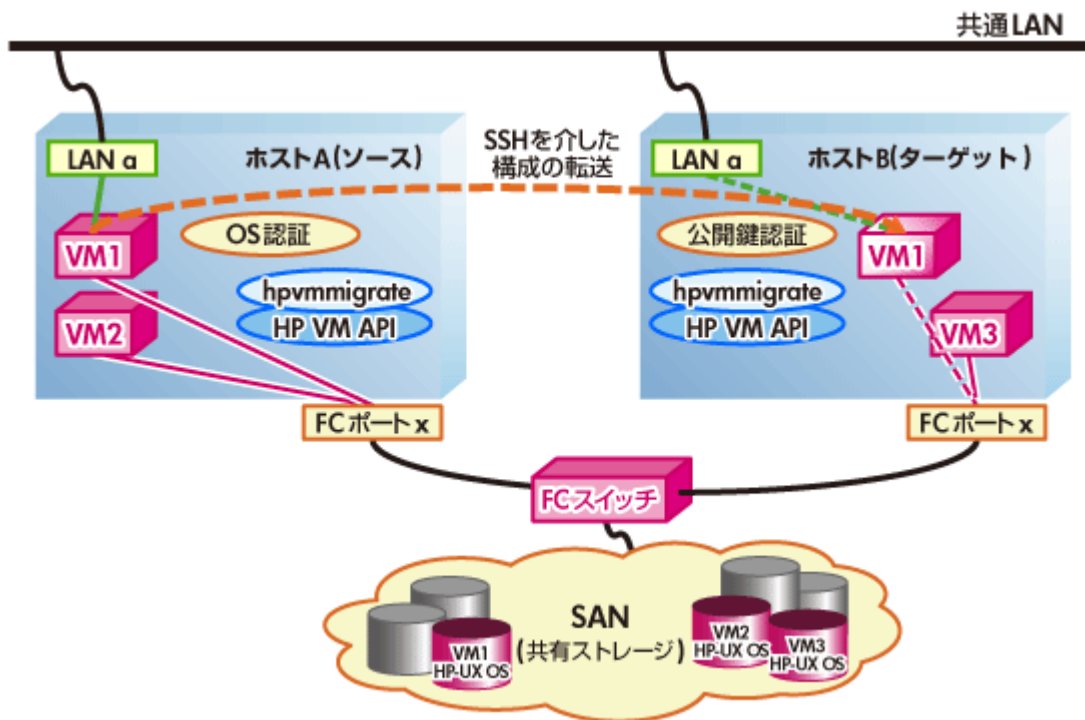 共通LAN
LAN a
ホストA(ソース)
SSHを介した
構成の転送
LAN a
ホストB(ターゲット)
OS認証
公開鍵認証
VM1
VM1
hpvmmigrate
HP VM API
hpvmmigrate
HP VM API
VM2
VM3
FCポートx
FCポートx
FCスイッチ
SAN
(共有ストレージ)
VM1
HP-UX OS
VM2
HP-UX OS
VM3
HP-UX OS